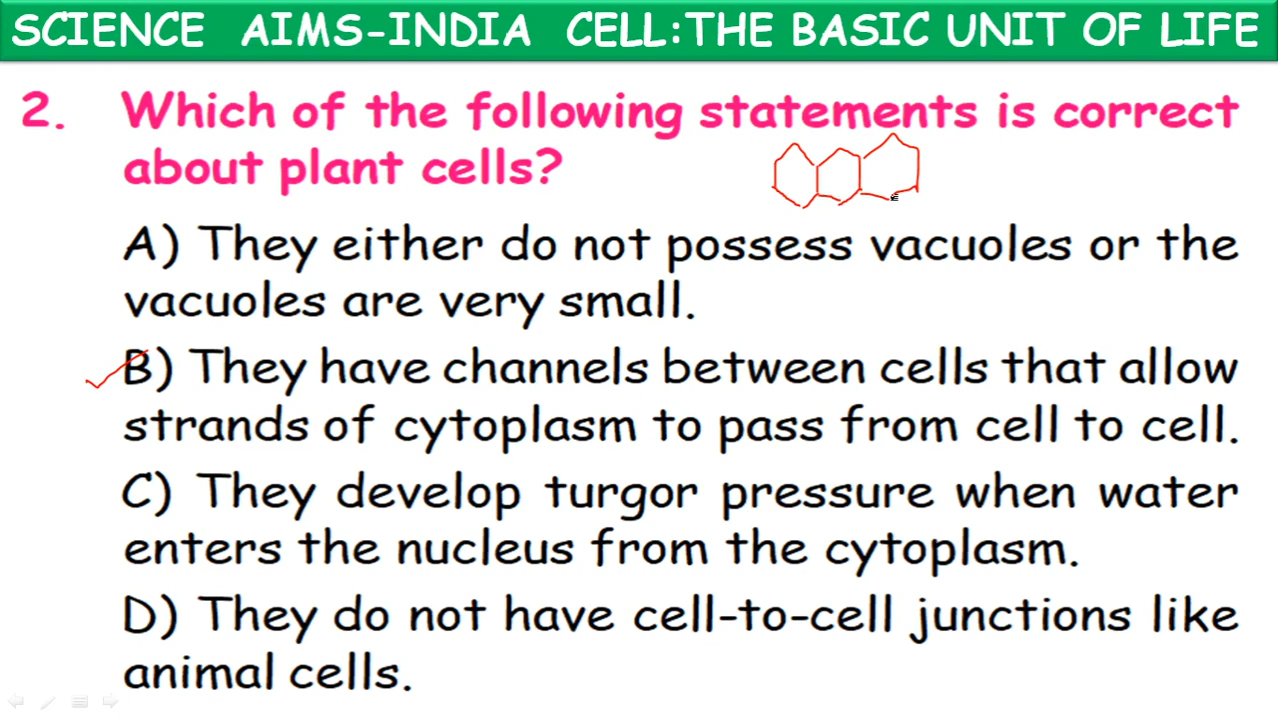 SCIENCE AIMS-INDIA CELL:THE BASIC UNIT OF LIFE
2. Which of the following statements is correct
about plant cells?
A) They either do not possess vacuoles or the
vacuoles are very small.
B) They have channels between cells that allow
strands of cytoplasm to pass from cell to cell.
C) They develop turgor pressure when water
enters the nucleus from the cytoplasm.
D) They do not have cell-to-cell junctions like
animal cells.